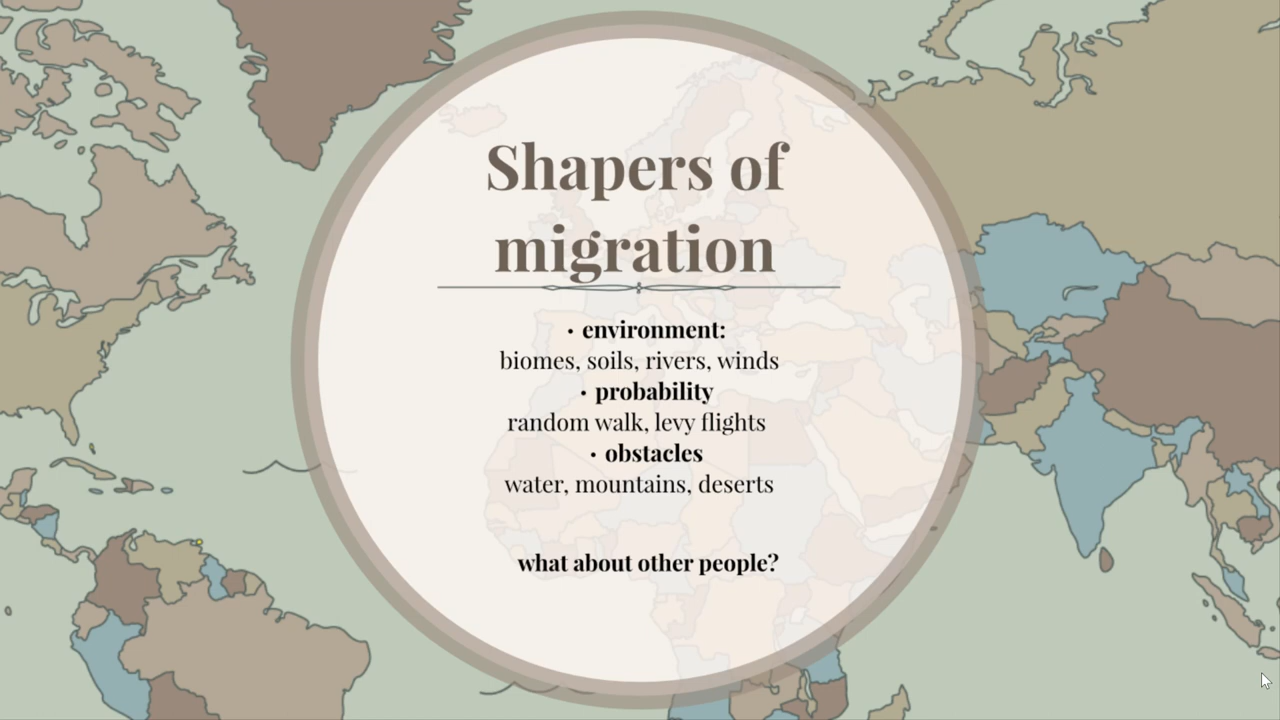 Shapers of
migration
· environment:
biomes, soils, rivers, winds
· probability
random walk, levy flights
· obstacles
water, mountains, deserts
what about other people?